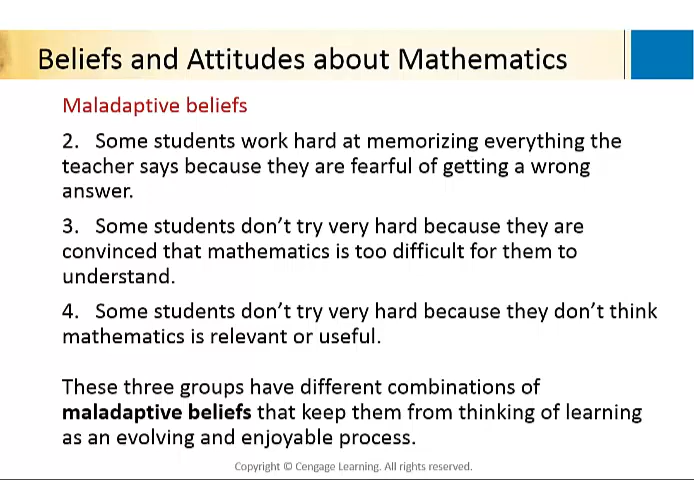 Beliefs and Attitudes about Mathematics
Maladaptive beliefs
2. Some students work hard at memorizing everything the
teacher says because they are fearful of getting a wrong
answer.
3. Some students don't try very hard because they are
convinced that mathematics is too difficult for them to
understand.
4. Some students don't try very hard because they don't think
mathematics is relevant or useful.
These three groups have different combinations of
maladaptive beliefs that keep them from thinking of learning
as an evolving and enjoyable process.
Copyright © Cengage Learning. All rights reserved.